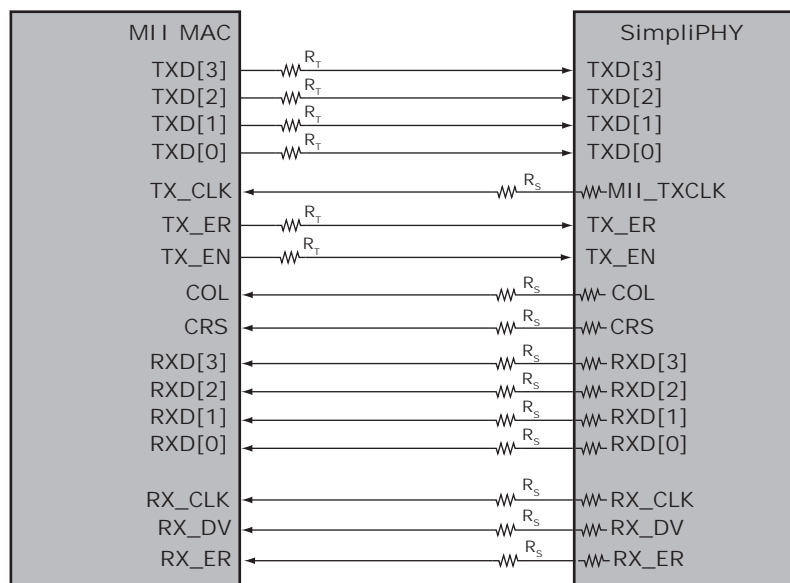 MII MAC SimpliPHY
TXD[3] R_T TXD[3]
TXD[2] R_T TXD[2]
TXD[1] R_T TXD[1]
TXD[0] R_T TXD[0]
TX_CLK R_S MII_TXCLK
TX_ER R_T TX_ER
TX_EN R_T TX_EN
COL R_S COL
CRS R_S CRS
RXD[3] R_S RXD[3]
RXD[2] R_S RXD[2]
RXD[1] R_S RXD[1]
RXD[0] R_S RXD[0]
RX_CLK R_S RX_CLK
RX_DV R_S RX_DV
RX_ER R_S RX_ER